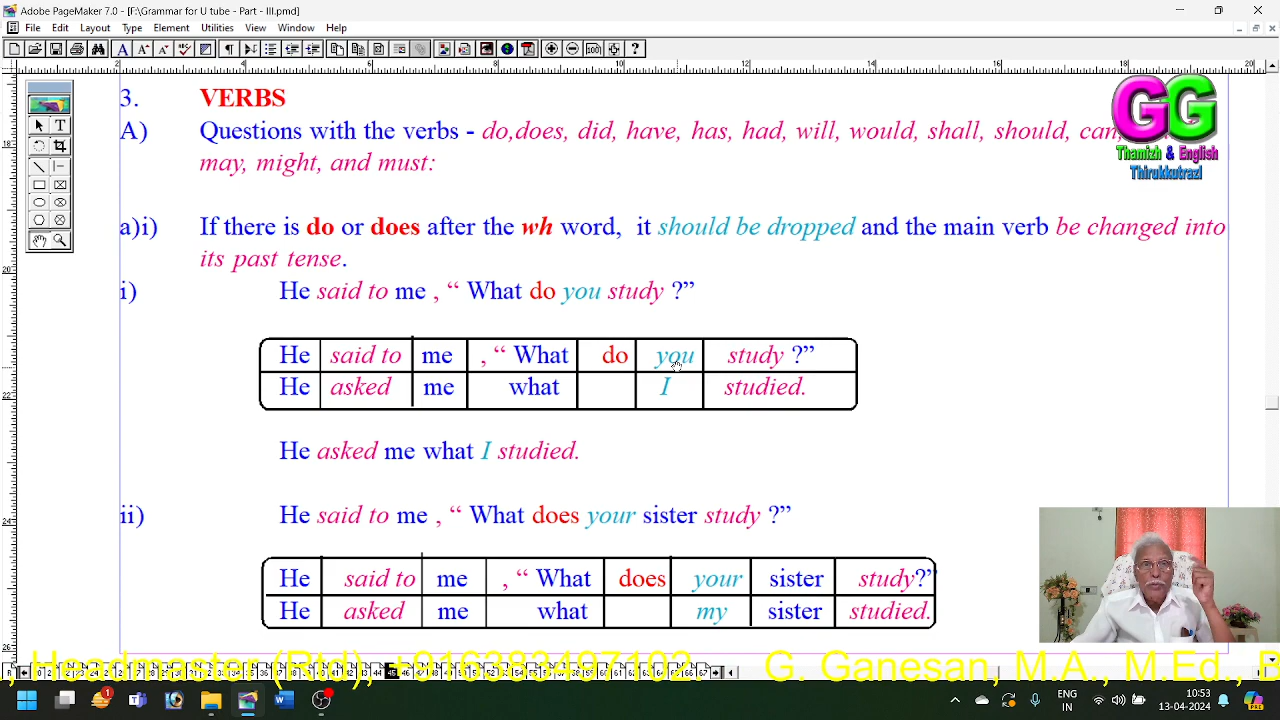 Adobe PageMaker 7.0 - [F:\Grammar for U tube - Part - III.pmd]
File Edit Layout Type Element Utilities View Window Help
3. VERBS
A) Questions with the verbs - do,does, did, have, has, had, will, would, shall, should, can,
may, might, and must:
GG
Thamizh & English
Thirukkutrazl
a)i) If there is do or does after the wh word, it should be dropped and the main verb be changed into
its past tense.
i) He said to me , “ What do you study ?”
He said to me , “ What do you study ?”
He asked me what I studied.
He asked me what I studied.
ii) He said to me , “ What does your sister study ?”
He said to me , “ What does your sister study?”
He asked me what my sister studied.
Headmaster (Rtd), +91 6383497103 G. Ganesan, M.A., M.Ed.,
ENG
IN
10:53
13-04-2024